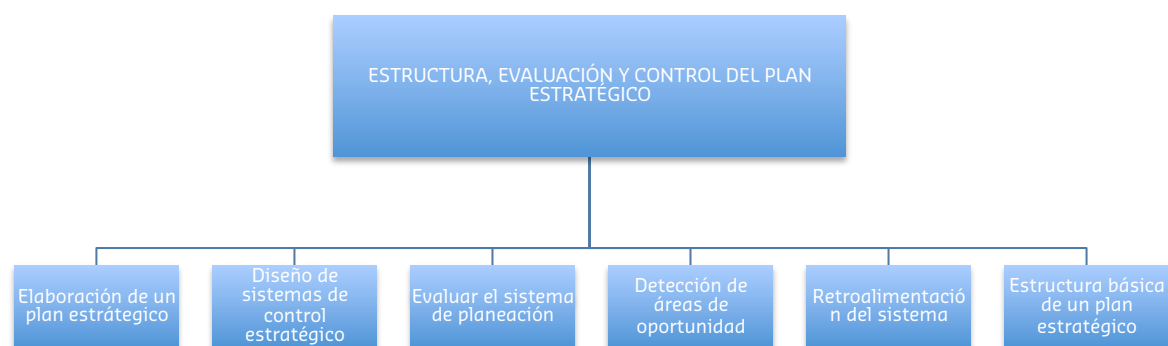 ESTRUCTURA, EVALUACIÓN Y CONTROL DEL PLAN
ESTRATÉGICO
Elaboración de un
plan estrátegico
Diseño de
sistemas de
control
estratégico
Evaluar el sistema
de planeación
Detección de
áreas de
oportunidad
Retroalimentació
n del sistema
Estructura básica
de un plan
estratégico